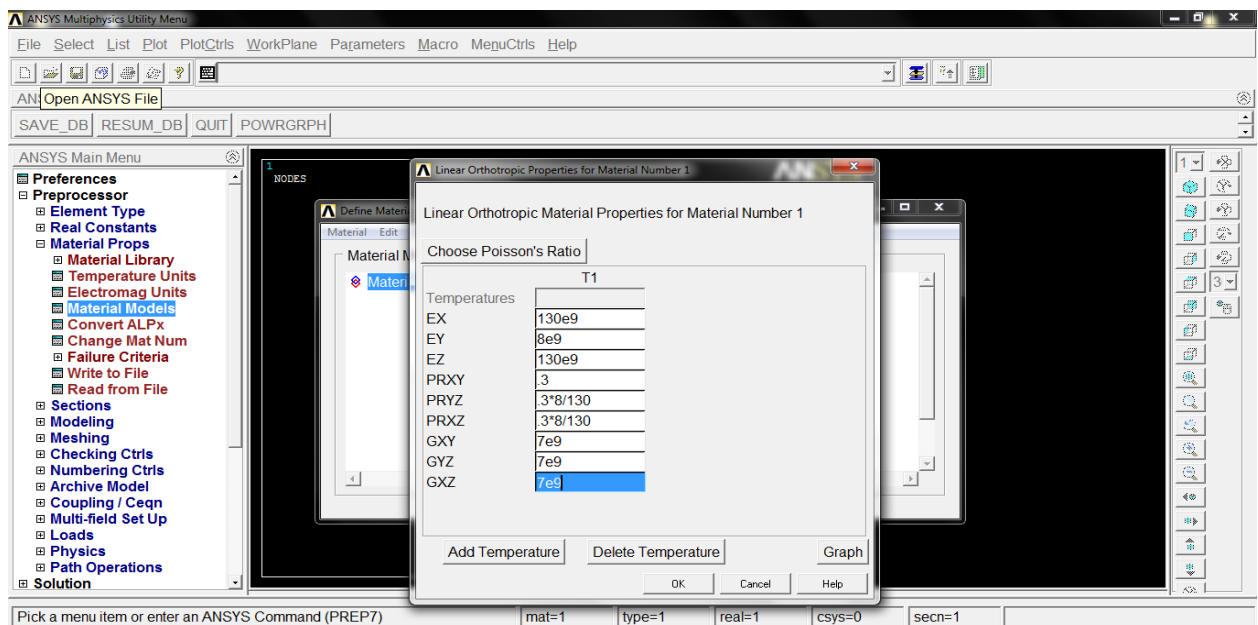 ANSYS Multiphysics Utility Menu
File Select List Plot PlotCtrls WorkPlane Parameters Macro MenuCtrls Help
Open ANSYS File
SAVE_DB RESUM_DB QUIT POWRGRPH
ANSYS Main Menu
Preferences
Preprocessor
Element Type
Real Constants
Material Props
Material Library
Temperature Units
Electromag Units
Material Models
Convert ALPx
Change Mat Num
Failure Criteria
Write to File
Read from File
Sections
Modeling
Meshing
Checking Ctrls
Numbering Ctrls
Archive Model
Coupling / Ceqn
Multi-field Set Up
Loads
Physics
Path Operations
Solution
1
NODES
Define Materi
Material Edit
Material M
Materi
Linear Orthotropic Properties for Material Number 1
Linear Orthotropic Material Properties for Material Number 1
Choose Poisson's Ratio
T1
Temperatures
EX 130e9
EY 8e9
EZ 130e9
PRXY .3
PRYZ .3*8/130
PRXZ .3*8/130
GXY 7e9
GYZ 7e9
GXZ 7e9
Add Temperature Delete Temperature Graph
OK Cancel Help
1
3
Pick a menu item or enter an ANSYS Command (PREP7) mat=1 type=1 real=1 csys=0 secn=1